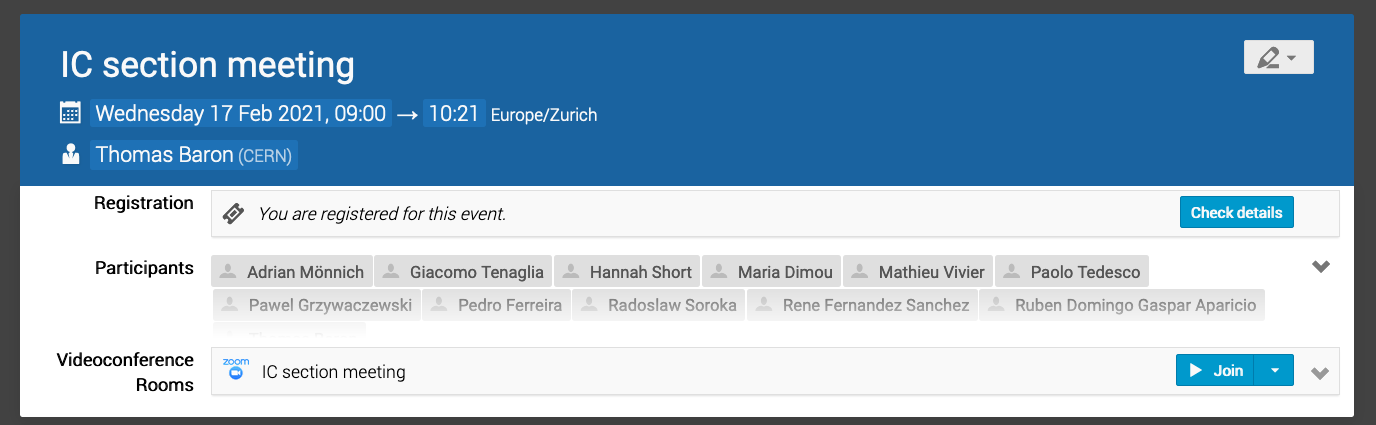 IC section meeting
Wednesday 17 Feb 2021, 09:00 → 10:21 Europe/Zurich
Thomas Baron (CERN)
Registration
You are registered for this event.
Check details
Participants
Adrian Mönnich Giacomo Tenaglia Hannah Short Maria Dimou Mathieu Vivier Paolo Tedesco
Pawel Grzywaczewski Pedro Ferreira Radoslaw Soroka Rene Fernandez Sanchez Ruben Domingo Gaspar Aparicio
Videoconference
Rooms
zoom
IC section meeting
Join